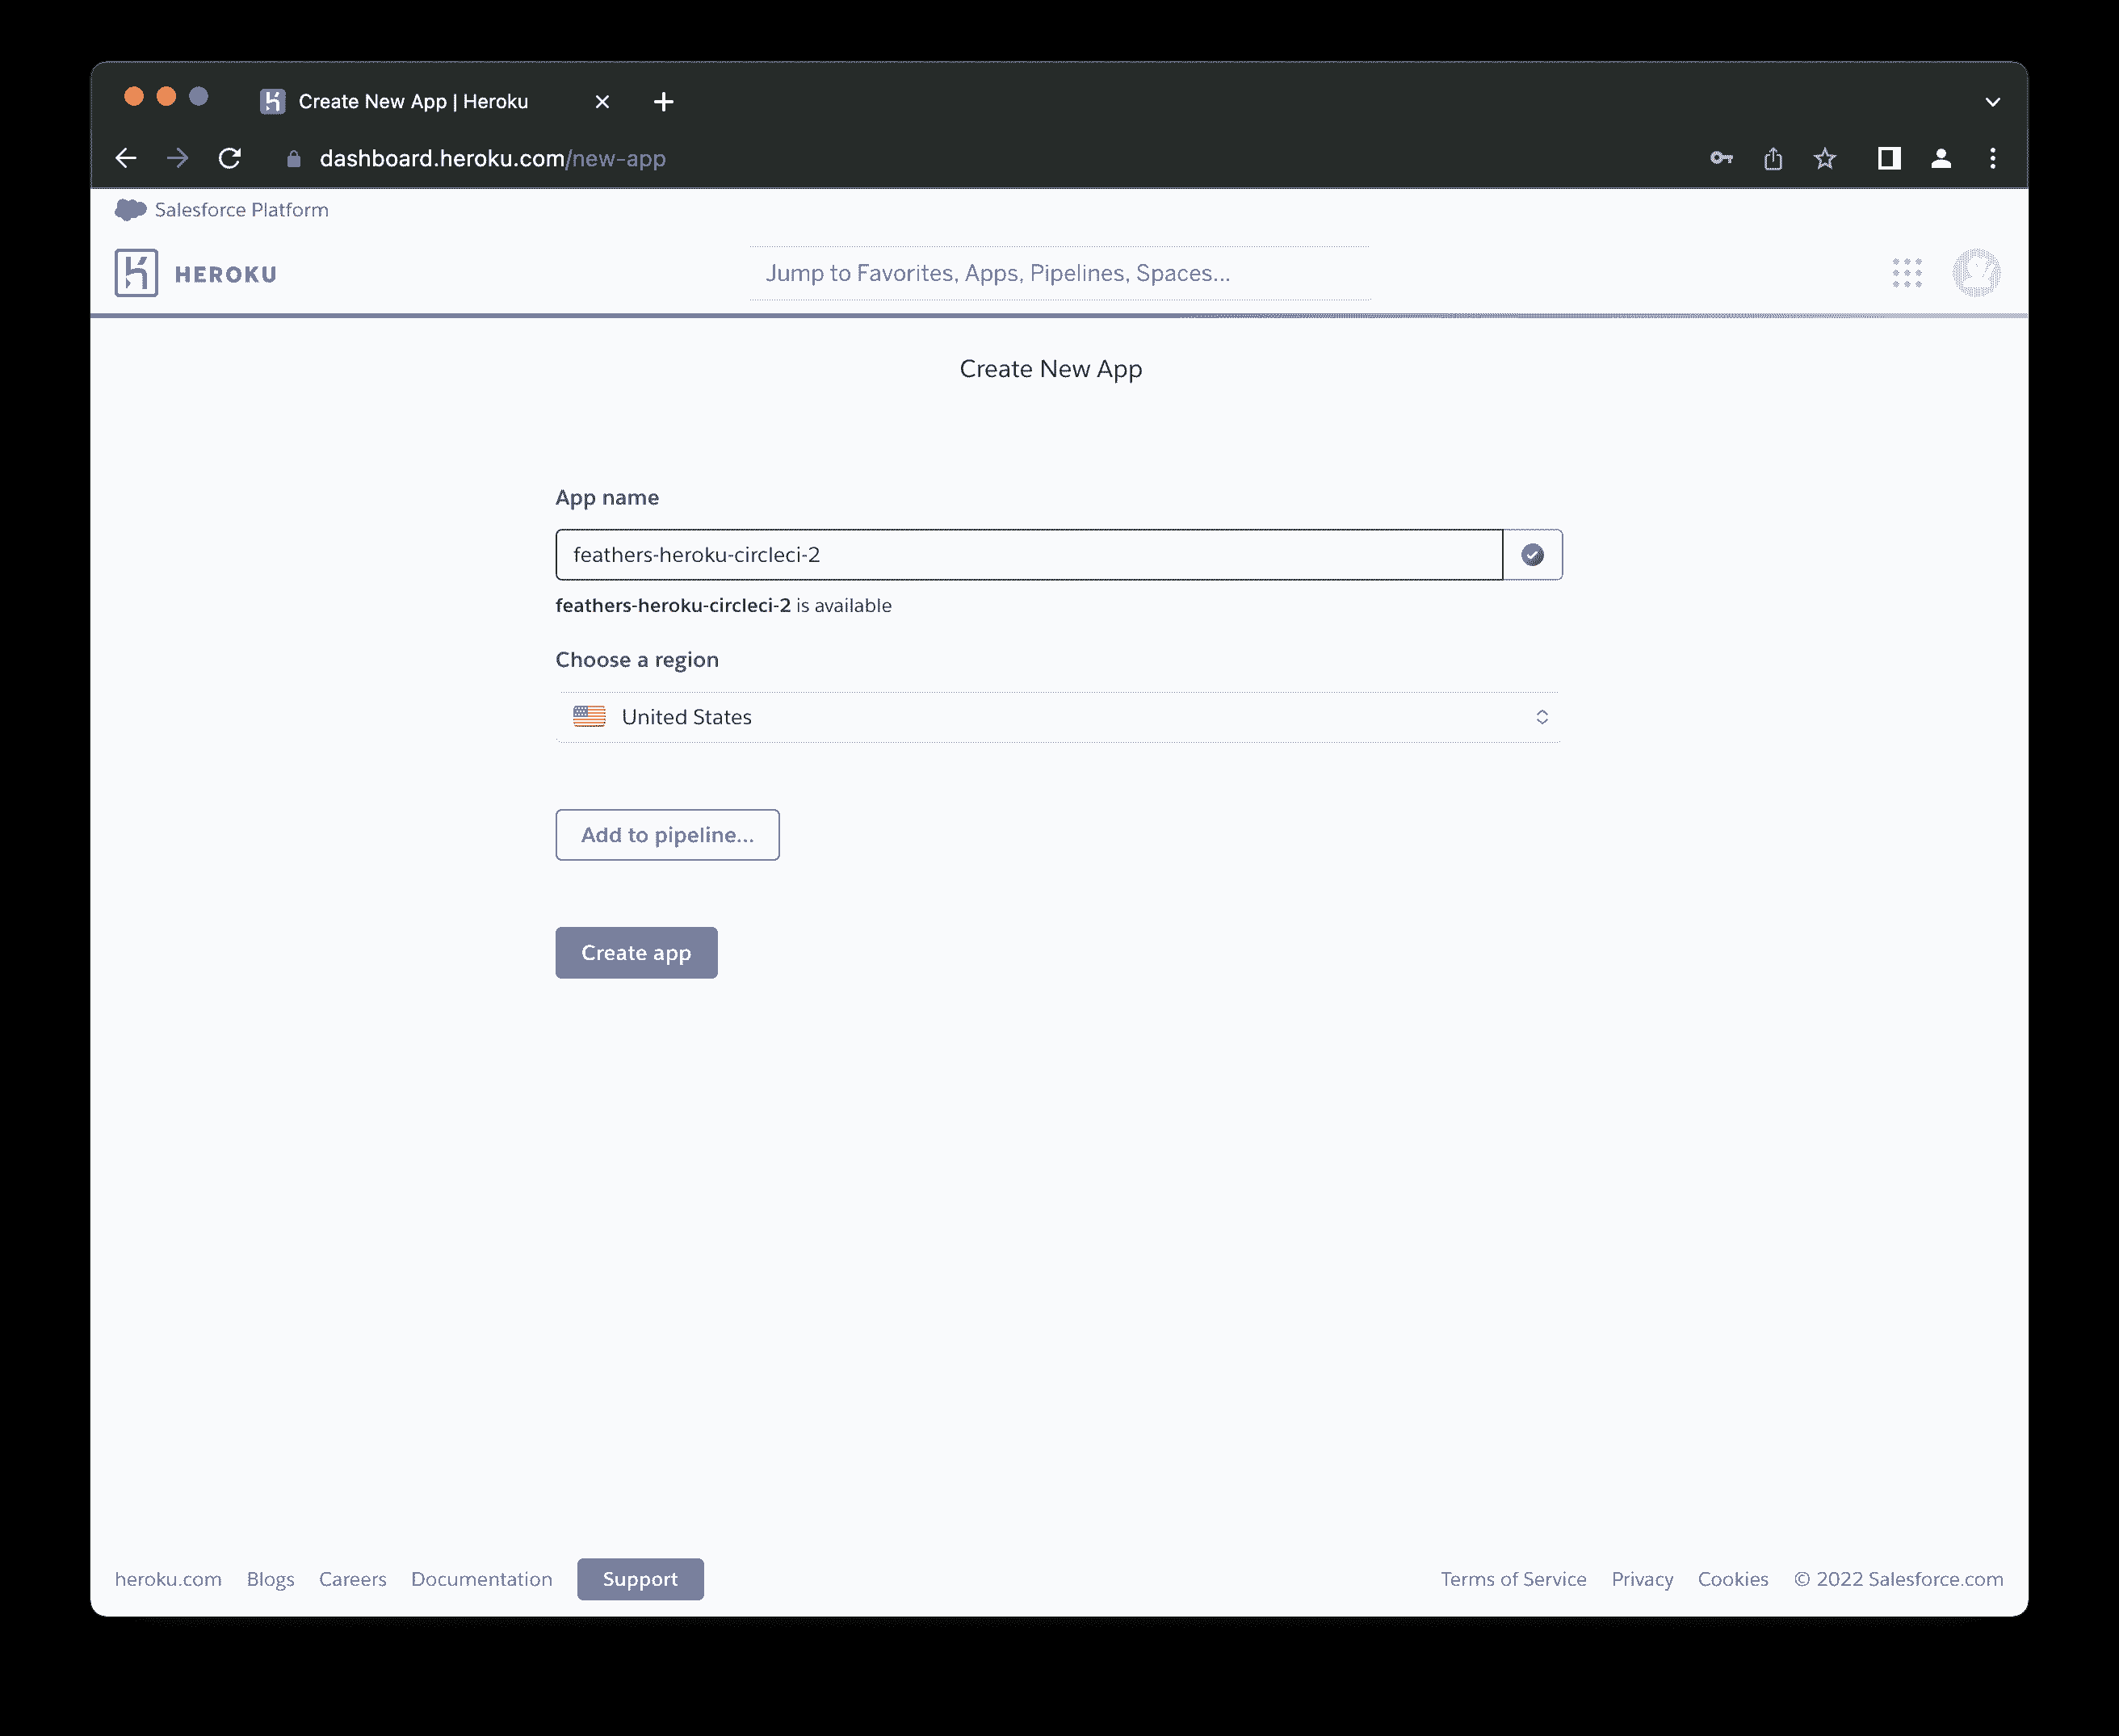 Create New App | Heroku
dashboard.heroku.com/new-app
Salesforce Platform
HEROKU
Jump to Favorites, Apps, Pipelines, Spaces...
Create New App
App name
feathers-heroku-circleci-2
feathers-heroku-circleci-2 is available
Choose a region
United States
Add to pipeline...
Create app
heroku.com Blogs Careers Documentation Support Terms of Service Privacy Cookies © 2022 Salesforce.com